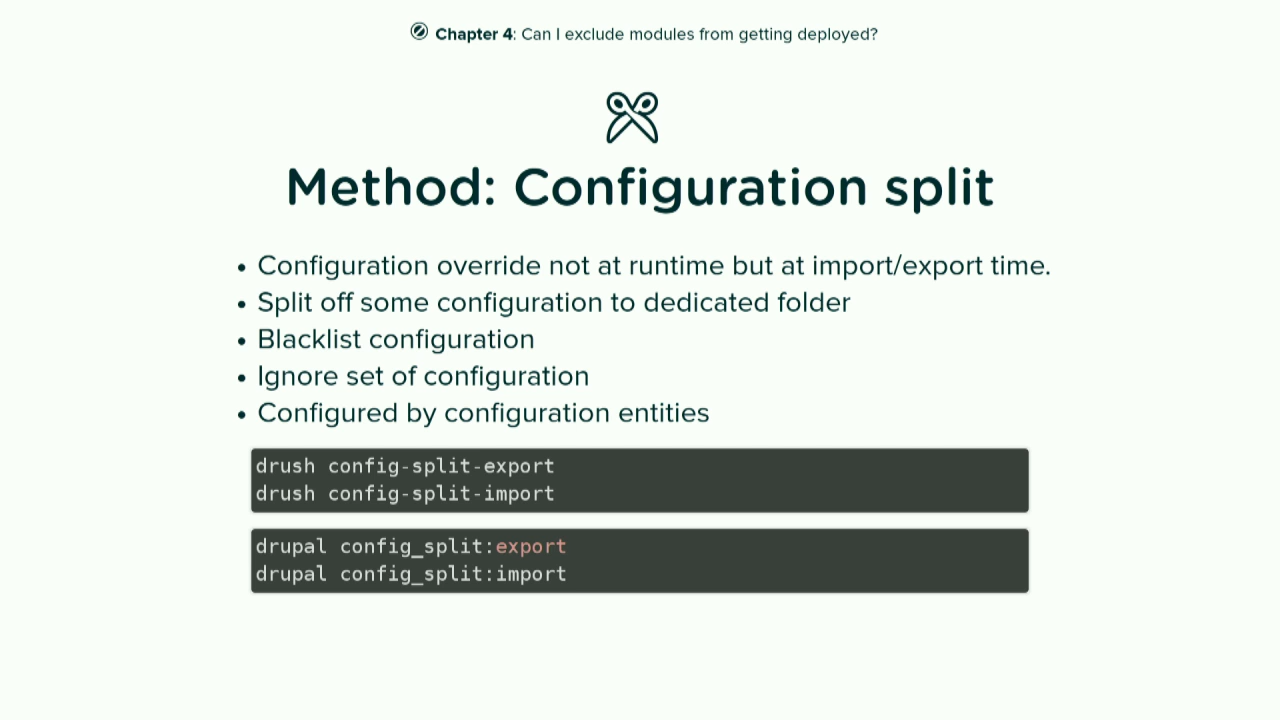 Chapter 4: Can I exclude modules from getting deployed?
Method: Configuration split
• Configuration override not at runtime but at import/export time.
• Split off some configuration to dedicated folder
• Blacklist configuration
• Ignore set of configuration
• Configured by configuration entities
drush config-split-export
drush config-split-import
drupal config_split:export
drupal config_split:import